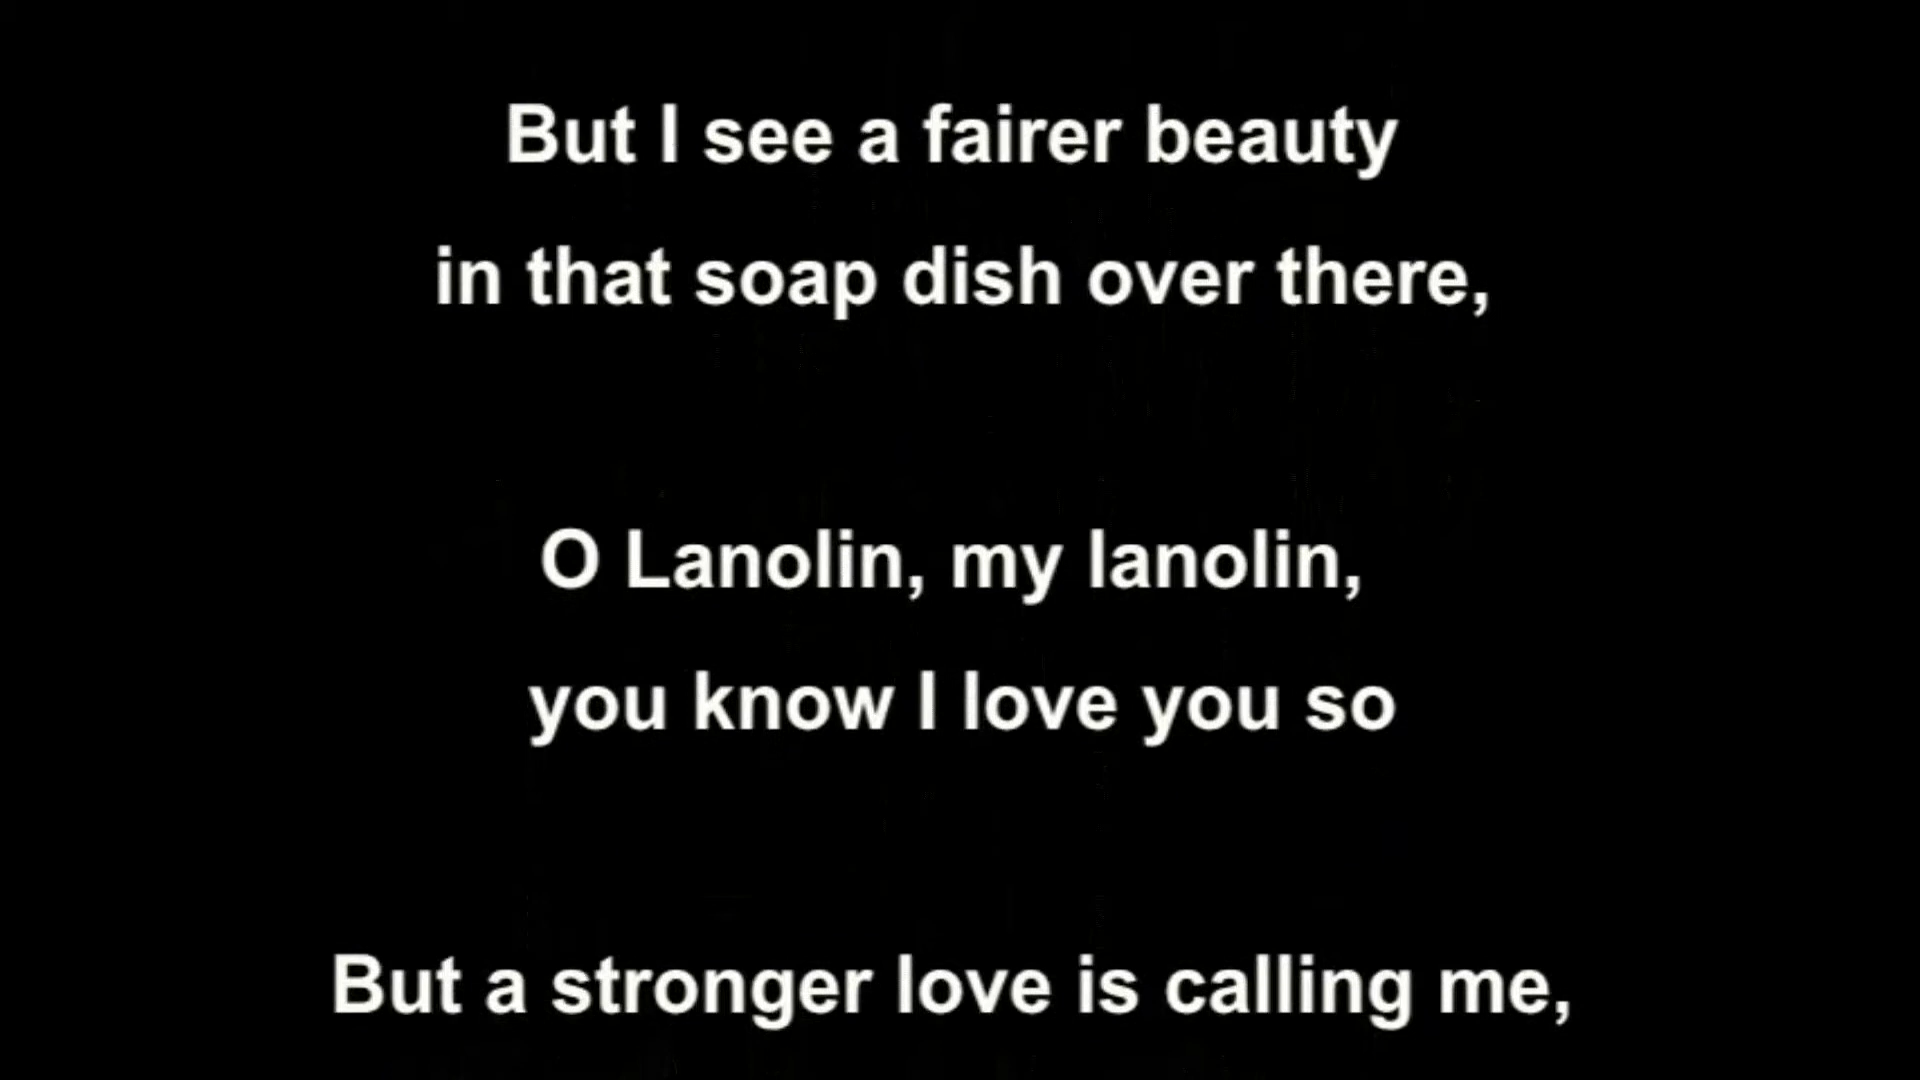 But I see a fairer beauty
in that soap dish over there,
O Lanolin, my lanolin,
you know I love you so
But a stronger love is calling me,